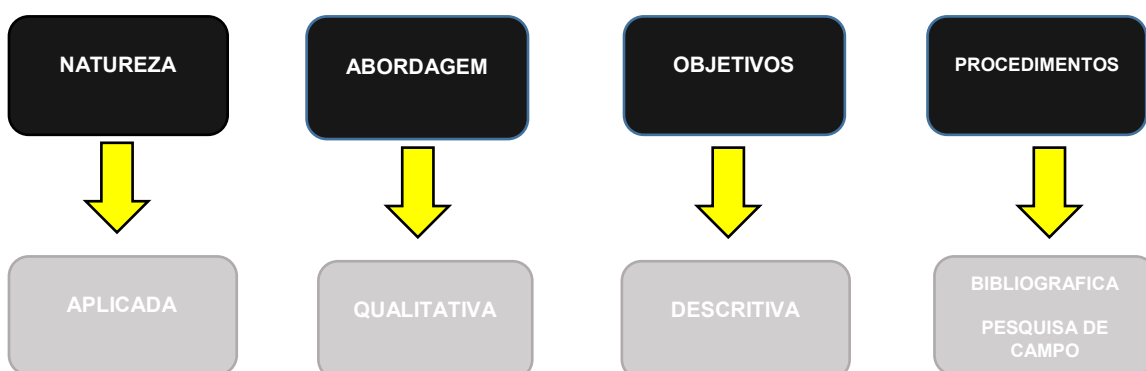 NATUREZA
ABORDAGEM
OBJETIVOS
PROCEDIMENTOS
APLICADA
QUALITATIVA
DESCRITIVA
BIBLIOGRAFICA
PESQUISA DE
CAMPO